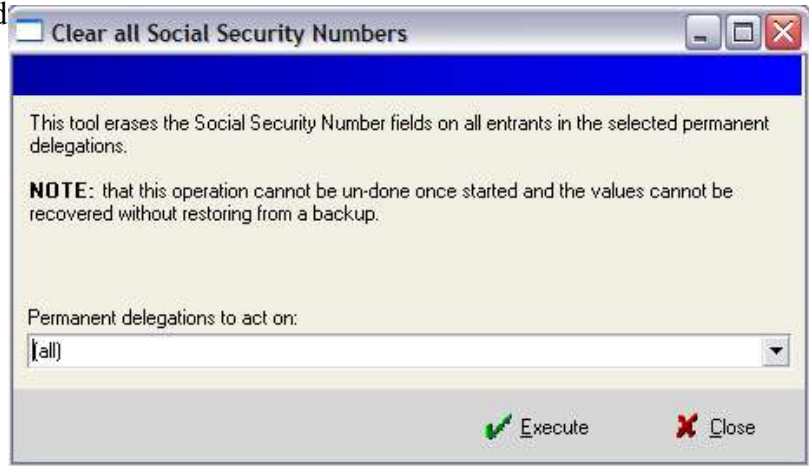 Clear all Social Security Numbers
This tool erases the Social Security Number fields on all entrants in the selected permanent
delegations.
NOTE: that this operation cannot be un-done once started and the values cannot be
recovered without restoring from a backup.
Permanent delegations to act on:
(all)
Execute Close